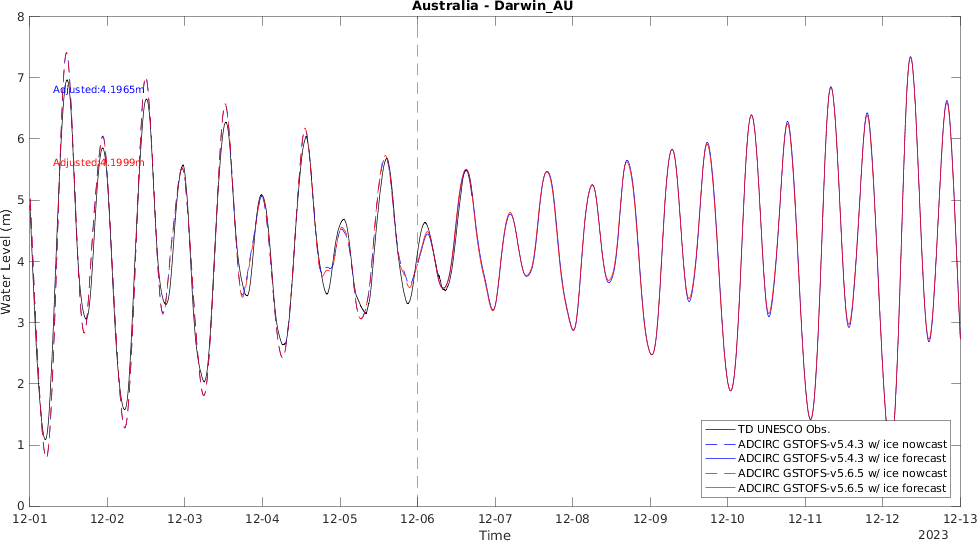 Australia - Darwin_AU
8
7
Adjusted:4.1965m
6
Adjusted:4.1999m
5
4
3
2
1
0
Water Level (m)
TD UNESCO Obs.
ADCIRC GSTOFS-v5.4.3 w/ ice nowcast
ADCIRC GSTOFS-v5.4.3 w/ ice forecast
ADCIRC GSTOFS-v5.6.5 w/ ice nowcast
ADCIRC GSTOFS-v5.6.5 w/ ice forecast
12-01 12-02 12-03 12-04 12-05 12-06 12-07 12-08 12-09 12-10 12-11 12-12 12-13
Time
2023